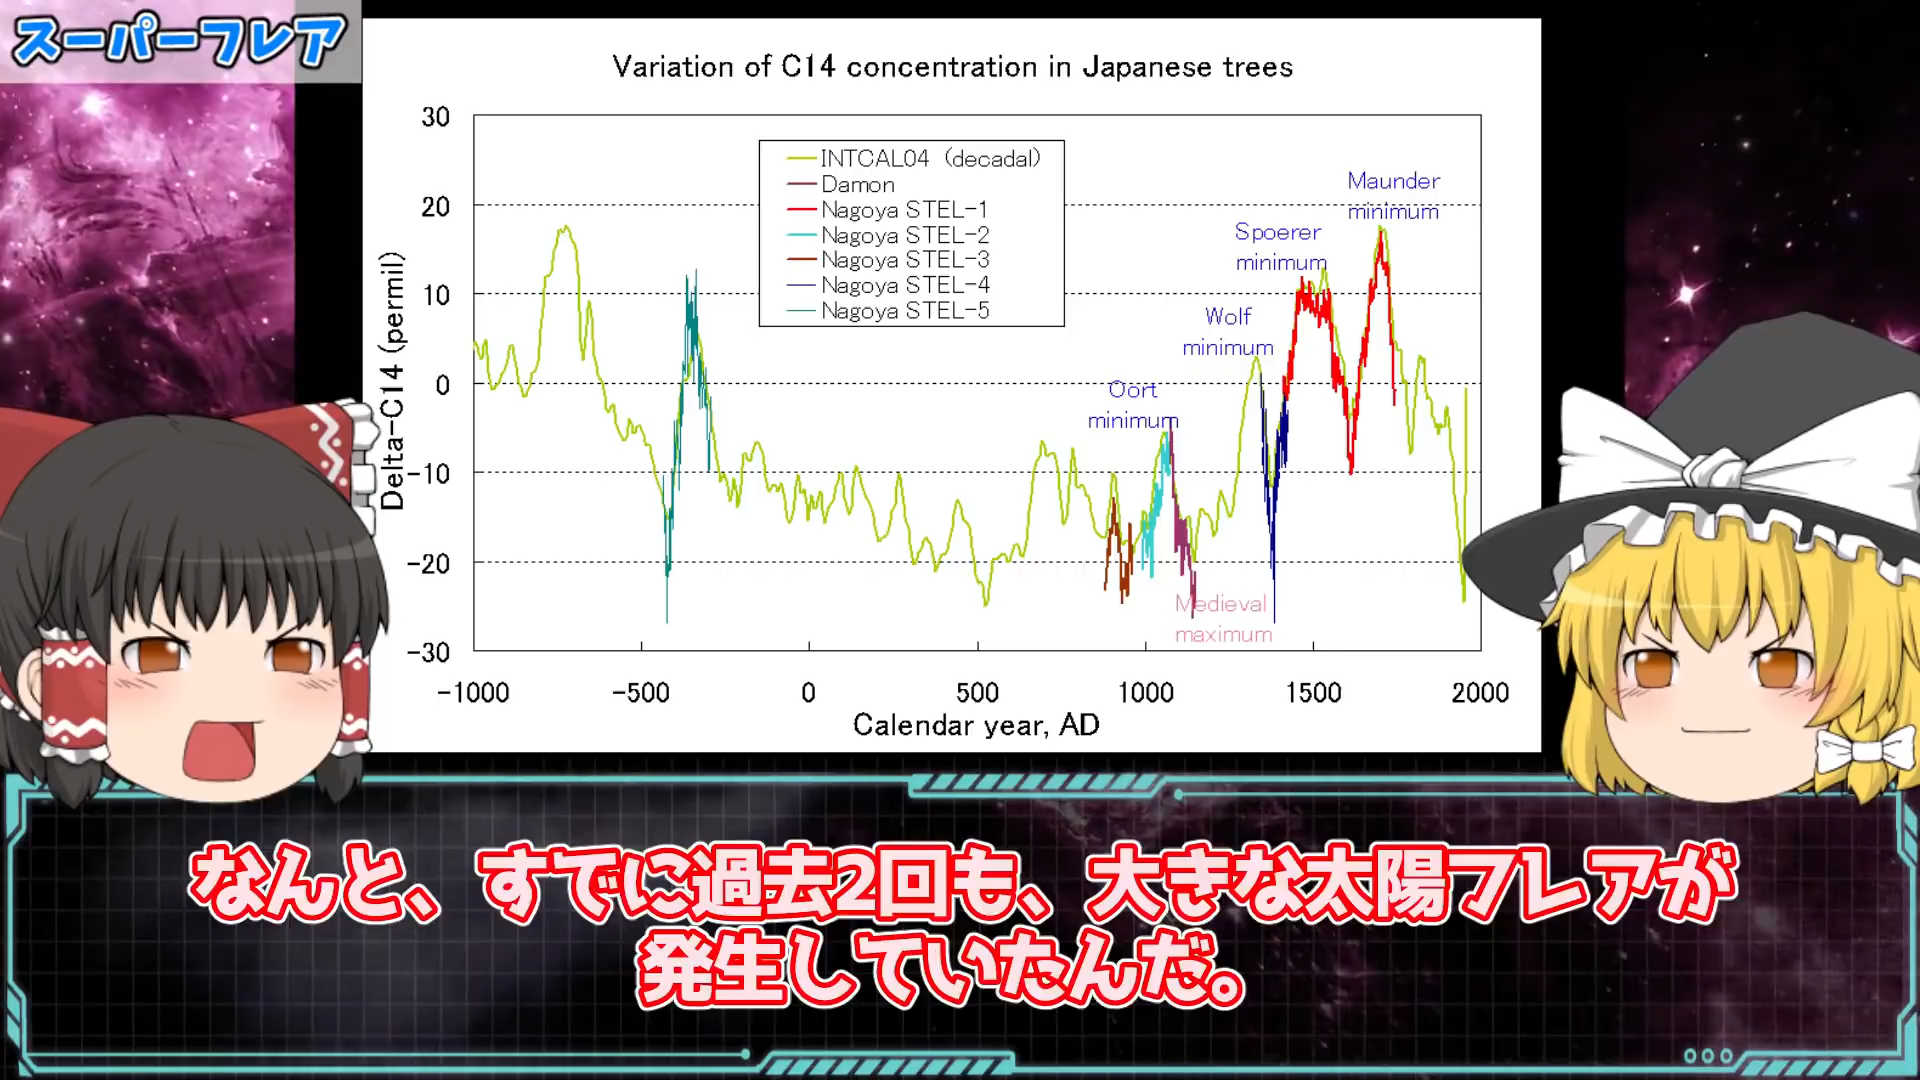 スーパーフレア
Variation of C14 concentration in Japanese trees
30
20
10
0
-10
-20
-30
Delta-C14 (permil)
INTCAL04 (decadal)
Damon
Nagoya STEL-1
Nagoya STEL-2
Nagoya STEL-3
Nagoya STEL-4
Nagoya STEL-5
Oort
minimum
Wolf
minimum
Spoerer
minimum
Maunder
minimum
Medieval
maximum
-1000 -500 0 500 1000 1500 2000
Calendar year, AD
なんと、すでに過去2回も、大きな太陽フレアが
発生していたんだ。